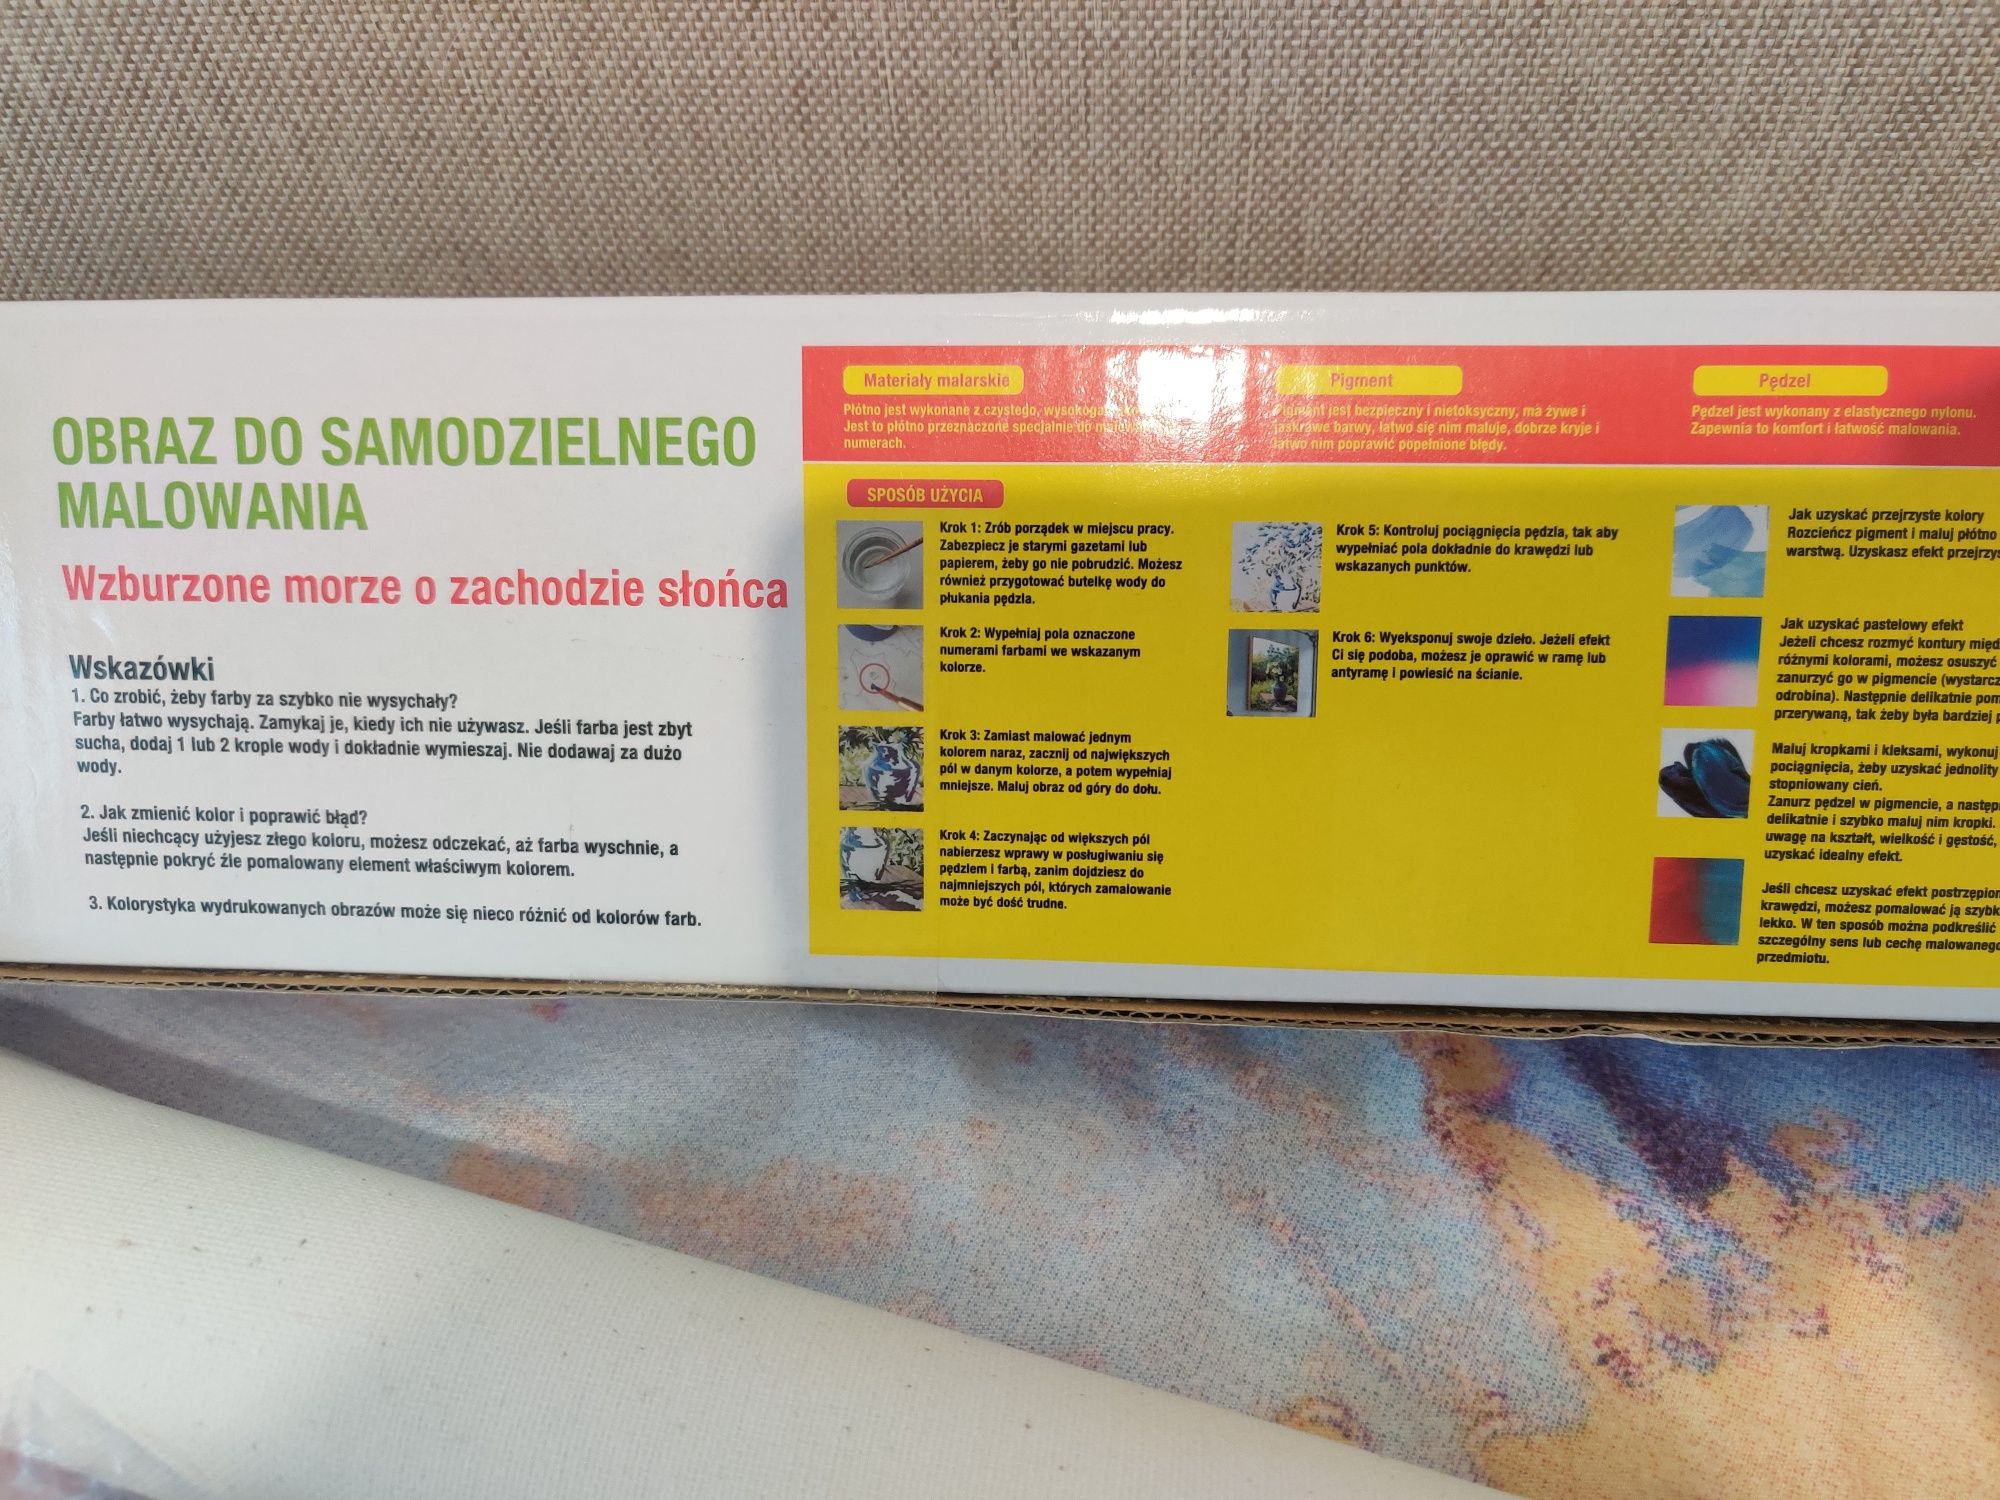 OBRAZ DO SAMODZIELNEGO
MALOWANIA
Wzburzone morze o zachodzie słońca
Wskazówki
1. Co zrobić, żeby farby za szybko nie wysychały?
Farby łatwo wysychają. Zamykaj je, kiedy ich nie używasz. Jeśli farba jest zbyt
sucha, dodaj 1 lub 2 krople wody i dokładnie wymieszaj. Nie dodawaj za dużo
wody.
2. Jak zmienić kolor i poprawić błąd?
Jeśli niechcący użyjesz złego koloru, możesz odczekać, aż farba wyschnie, a
następnie pokryć źle pomalowany element właściwym kolorem.
3. Kolorystyka wydrukowanych obrazów może się nieco różnić od kolorów farb.
Materiały malarskie
Płótno jest wykonane z czystego,
Jest to płótno przeznaczone specjalnie do
numerach.
Pigment
Pigment jest bezpieczny i nietoksyczny, ma żywe i
jaskrawe barwy, łatwo się nim maluje, dobrze kryje i
łatwo nim poprawić popełnione błędy.
Pędzel
Pędzel jest wykonany z elastycznego nylonu.
Zapewnia to komfort i łatwość malowania.
SPOSÓB UŻYCIA
Krok 1: Zrób porządek w miejscu pracy.
Zabezpiecz je starymi gazetami lub
papierem, żeby go nie pobrudzić. Możesz
również przygotować butelkę wody do
płukania pędzla.
Krok 2: Wypełniaj pola oznaczone
numerami farbami we wskazanym
kolorze.
Krok 3: Zamiast malować jednym
kolorem naraz, zacznij od największych
pól w danym kolorze, a potem wypełniaj
mniejsze. Maluj obraz od góry do dołu.
Krok 4: Zaczynając od większych pól
nabierzesz wprawy w posługiwaniu się
pędzlem i farbą, zanim dojdziesz do
najmniejszych pól, których zamalowanie
może być dość trudne.
Krok 5: Kontroluj pociągnięcia pędzla, tak aby
wypełniać pola dokładnie do krawędzi lub
wskazanych punktów.
Krok 6: Wyeksponuj swoje dzieło. Jeżeli efekt
Ci się podoba, możesz je oprawić w ramę lub
antyramę i powiesić na ścianie.
Jak uzyskać przejrzyste kolory
Rozcieńcz pigment i maluj płótno
warstwą. Uzyskasz efekt
Jak uzyskać pastelowy efekt
Jeżeli chcesz rozmyć kontury
różnymi kolorami, możesz osuszyć
zanurzyć go w pigmencie
odrobina). Następnie delikatnie
przerywaną, tak żeby była bardziej
Maluj kropkami i kleksami, wykonuj
pociągnięcia, żeby uzyskać jednolity
stopniowany cień.
Zanurz pędzel w pigmencie, a
delikatnie i szybko maluj nim kropki.
uwagę na kształt, wielkość i gęstość,
uzyskać idealny efekt.
Jeśli chcesz uzyskać efekt
krawędzi, możesz pomalować ją
lekko. W ten sposób można podkreślić
szczególny sens lub cechę
przedmiotu.